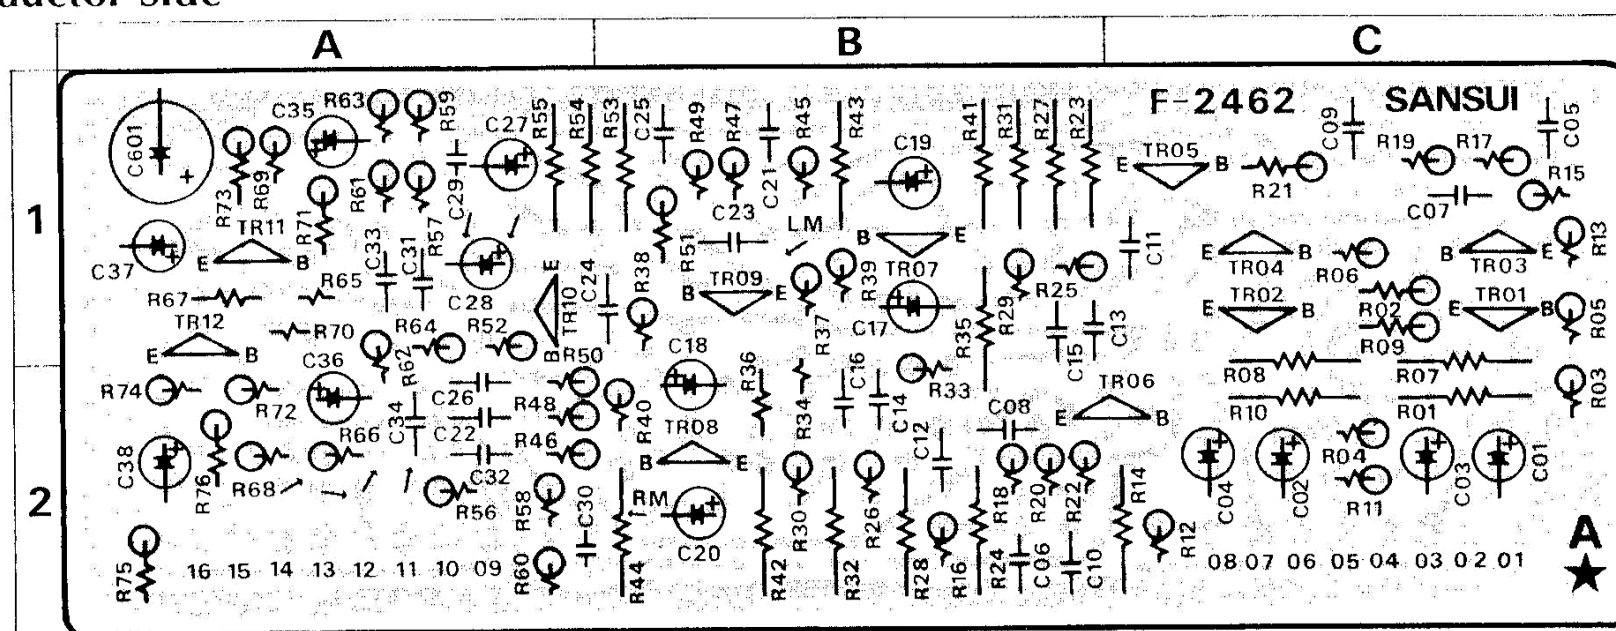 A B C
1
2
F-2462 SANSUI
C601 C35 R63 R59 C27 R55 R54 R53 C25 R49 R47 C21 R45 R43 C19 R41 R31 R27 R23 C09 R19 R17 C05
E TR05 B R21 R15
R73 R69 R71 R61 R57 C29 C23 LM R51 C07 R13
TR11 E B
C37 C33 C31 C28 E TR10 B C24 R38 B TR09 E R39 B TR07 E C11 E TR04 B R06 B TR03
R67 R65 R37 C17 R35 R29 R25 C15 C13 E TR02 B R02 E TR01 B R05
TR12 E B R70 R64 R52 R62 R50 R09
C36 C18 R36 C16 R33 R08 R07 R03
R74 R72 C26 R48 R40 R34 C14 C08 E TR06 B R10 R01
R66 C34 C22 R46 B TR08 E C12
C38 R76 R68 C32 R56 R58 C30 RM C20 R30 R26 R18 R20 R22 R14 R12 C04 C02 R04 R11 C03 C01
A
R75 16 15 14 13 12 11 10 09 R60 R44 R42 R32 R28 R16 R24 C06 C10 08 07 06 05 04 03 02 01